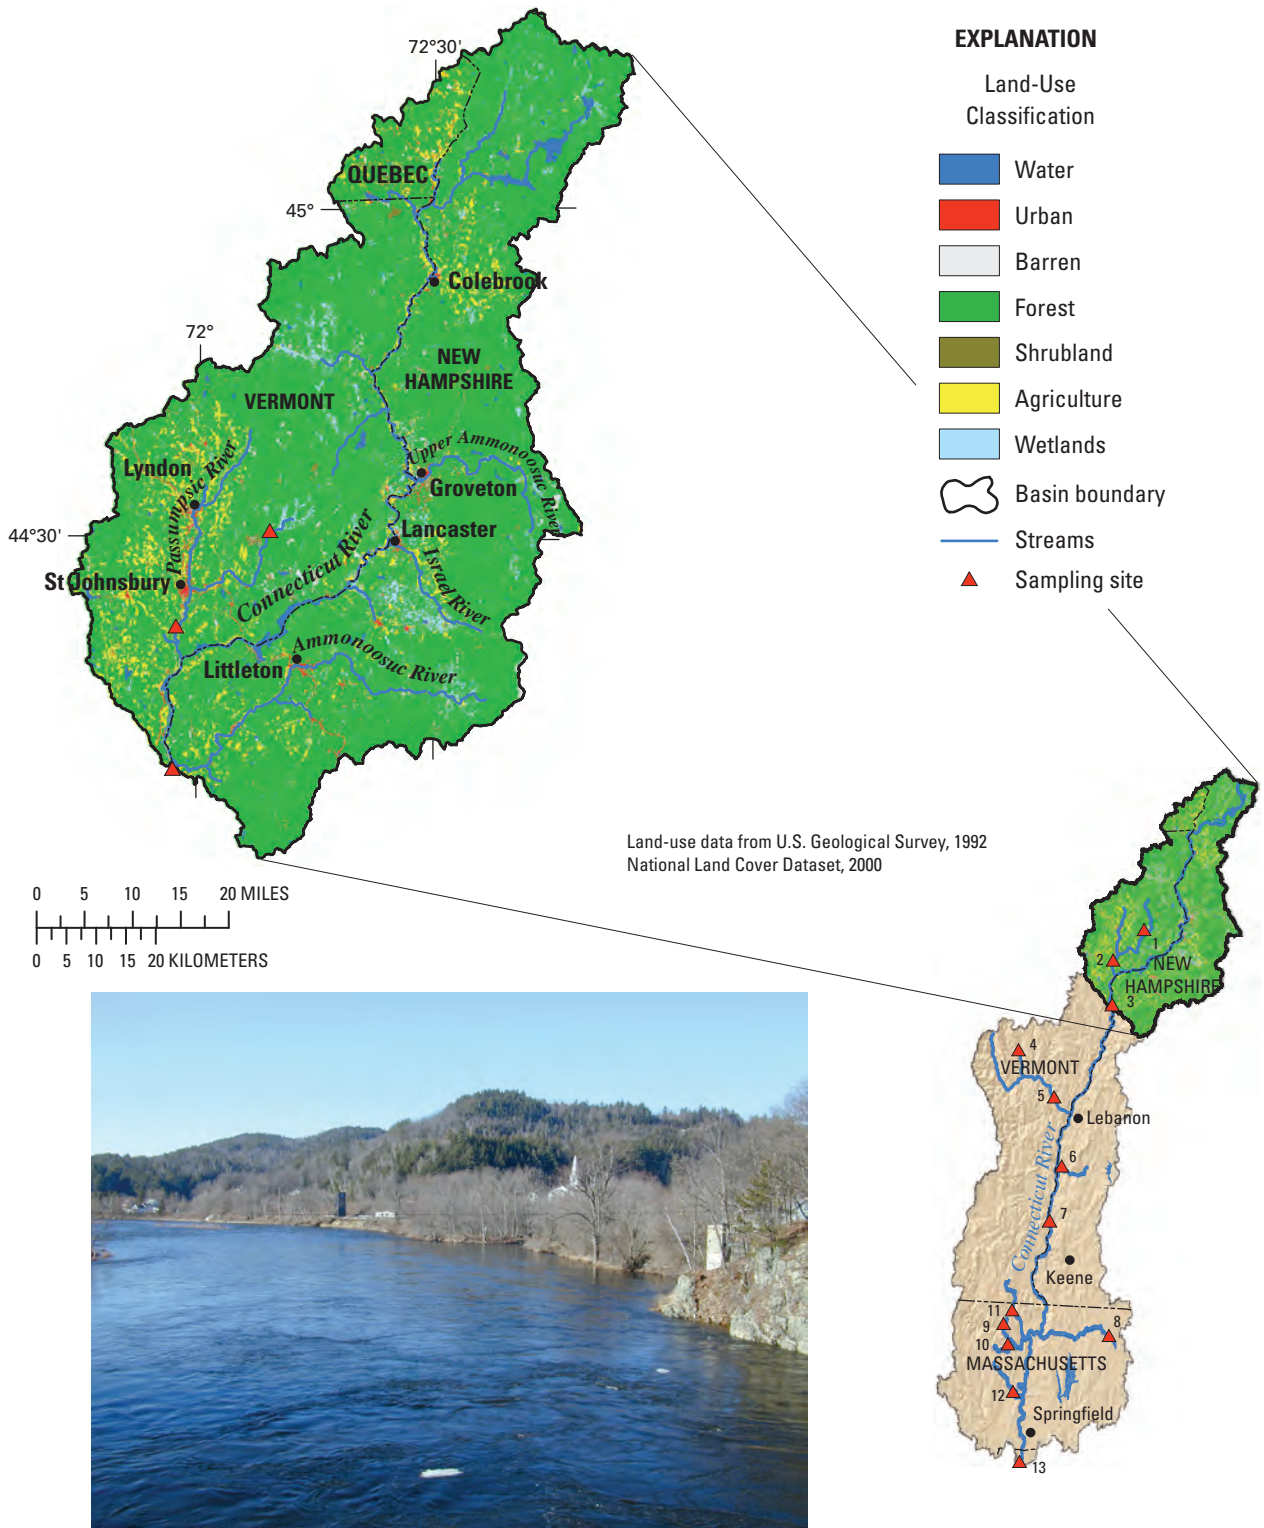 72°30'
QUEBEC
45°
Colebrook
72°
NEW
HAMPSHIRE
VERMONT
Upper Ammonoosuc River
Lyndon
Passumpsic River
Groveton
44°30'
Lancaster
Connecticut River
Israel River
St Johnsbury
Ammonoosuc River
Littleton
EXPLANATION
Land-Use
Classification
Water
Urban
Barren
Forest
Shrubland
Agriculture
Wetlands
Basin boundary
Streams
Sampling site
Land-use data from U.S. Geological Survey, 1992
National Land Cover Dataset, 2000
0 5 10 15 20 MILES
0 5 10 15 20 KILOMETERS
1
2
NEW
HAMPSHIRE
3
4
VERMONT
5
Lebanon
6
Connecticut River
7
Keene
11
9
8
10
MASSACHUSETTS
12
Springfield
13